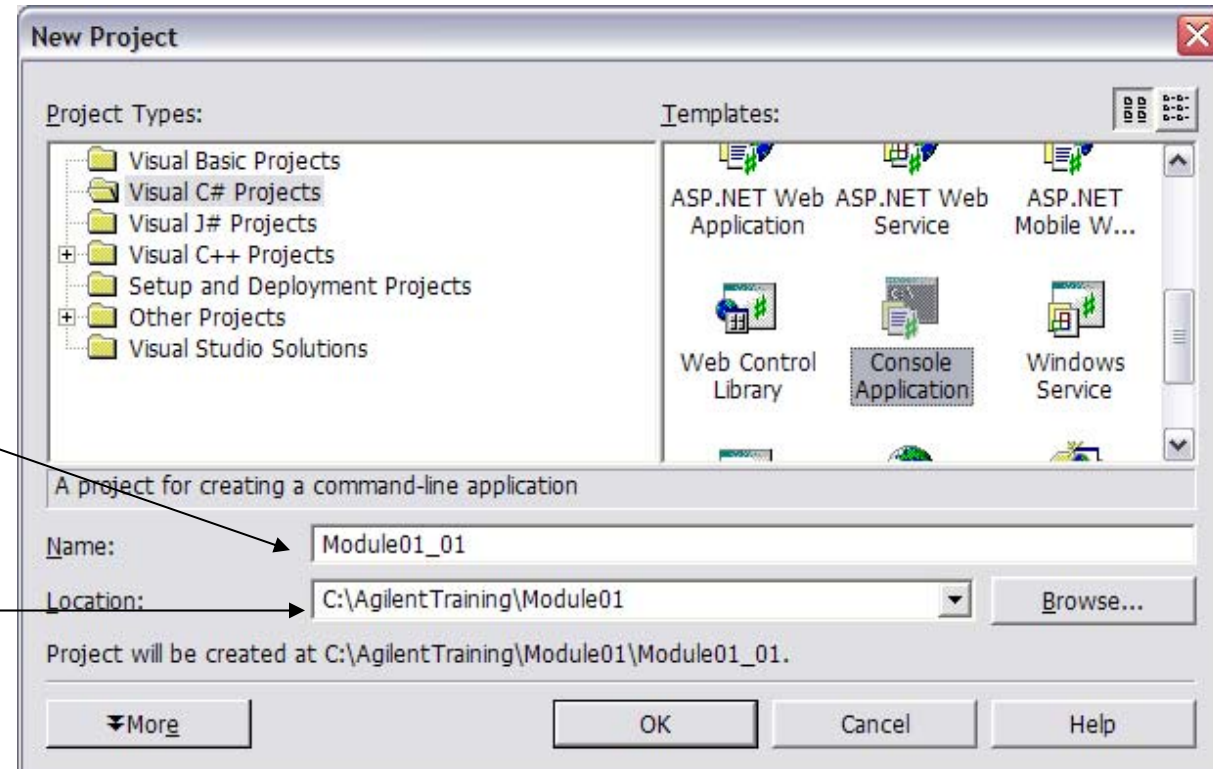 New Project
Project Types:
Templates:
Visual Basic Projects
Visual C# Projects
Visual J# Projects
Visual C++ Projects
Setup and Deployment Projects
Other Projects
Visual Studio Solutions
ASP.NET Web Application
ASP.NET Web Service
ASP.NET Mobile W...
Web Control Library
Console Application
Windows Service
A project for creating a command-line application
Name:
Module01_01
Location:
C:\AgilentTraining\Module01
Browse...
Project will be created at C:\AgilentTraining\Module01\Module01_01.
More
OK
Cancel
Help